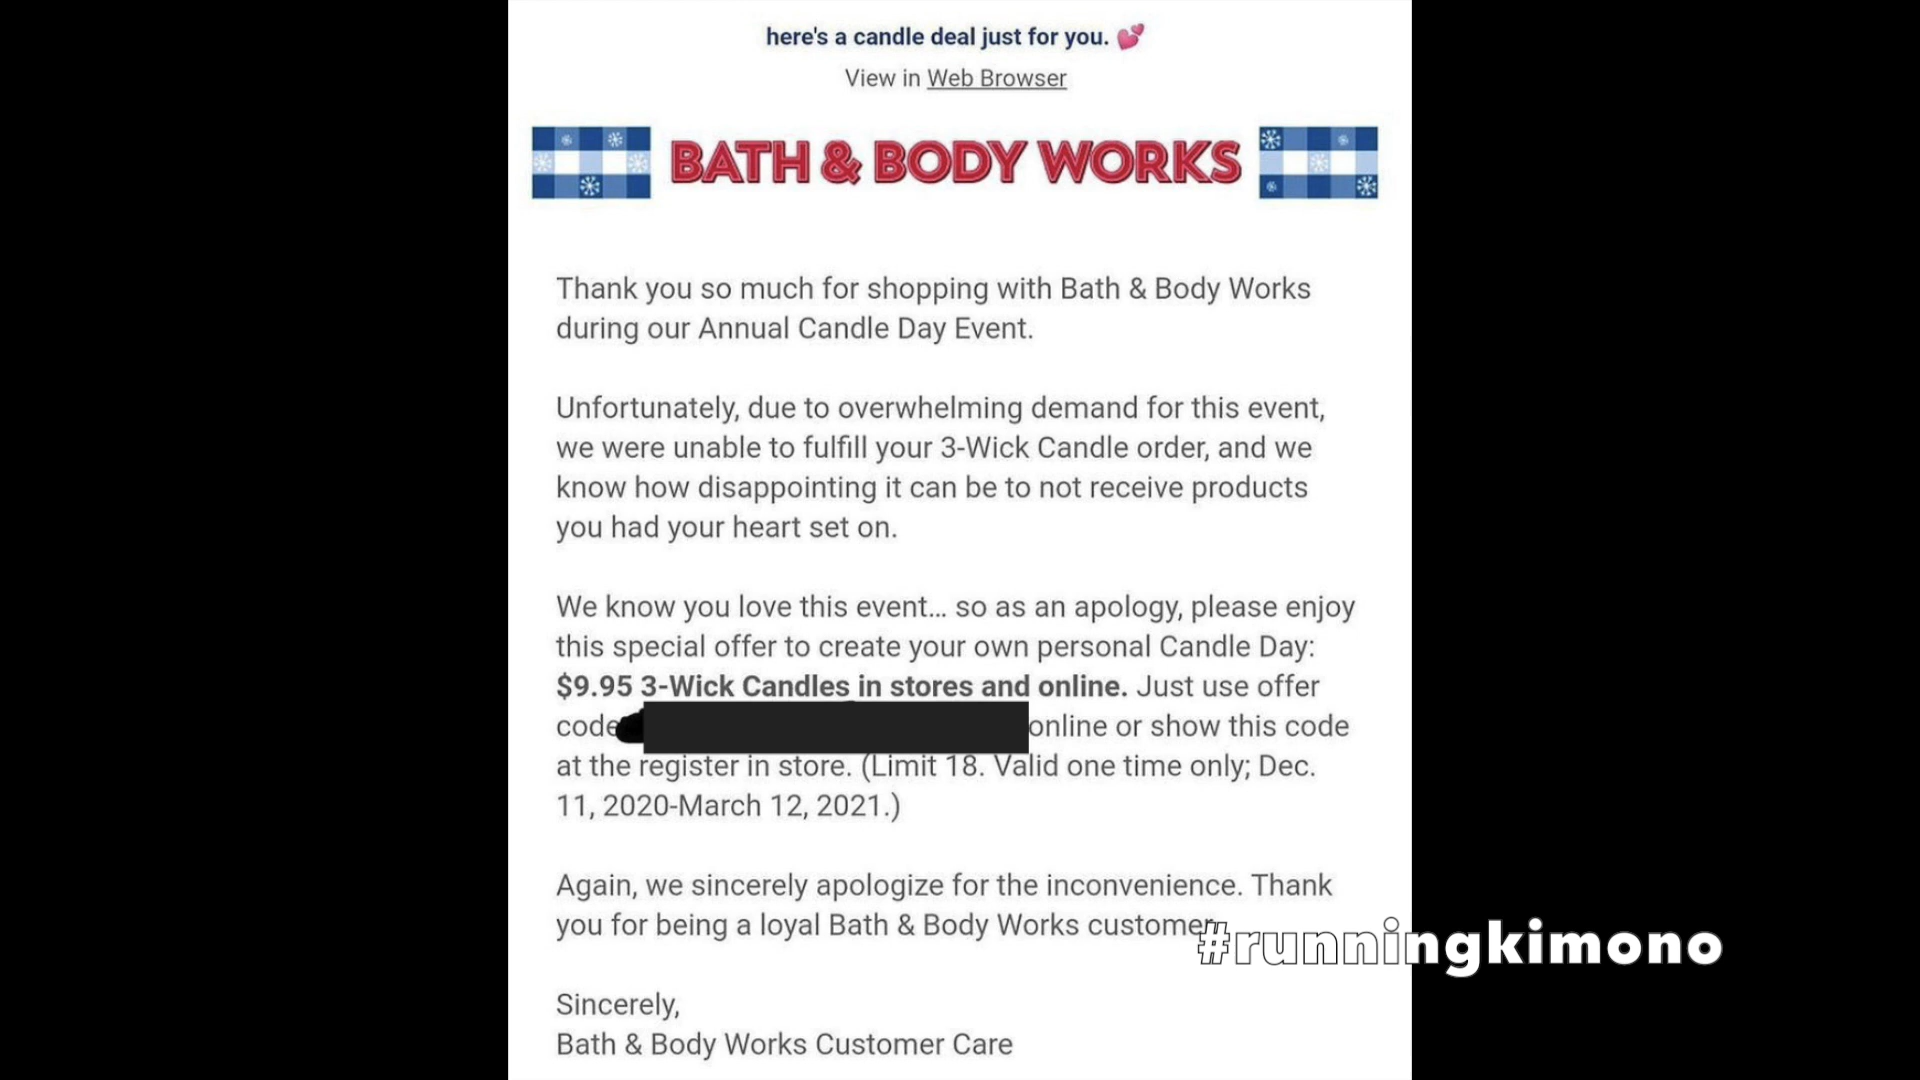 here's a candle deal just for you. 💕
View in Web Browser
BATH & BODY WORKS
Thank you so much for shopping with Bath & Body Works
during our Annual Candle Day Event.
Unfortunately, due to overwhelming demand for this event,
we were unable to fulfill your 3-Wick Candle order, and we
know how disappointing it can be to not receive products
you had your heart set on.
We know you love this event... so as an apology, please enjoy
this special offer to create your own personal Candle Day:
$9.95 3-Wick Candles in stores and online. Just use offer
code online or show this code
at the register in store. (Limit 18. Valid one time only; Dec.
11, 2020-March 12, 2021.)
Again, we sincerely apologize for the inconvenience. Thank
you for being a loyal Bath & Body Works customer.
#runningkimono
Sincerely,
Bath & Body Works Customer Care